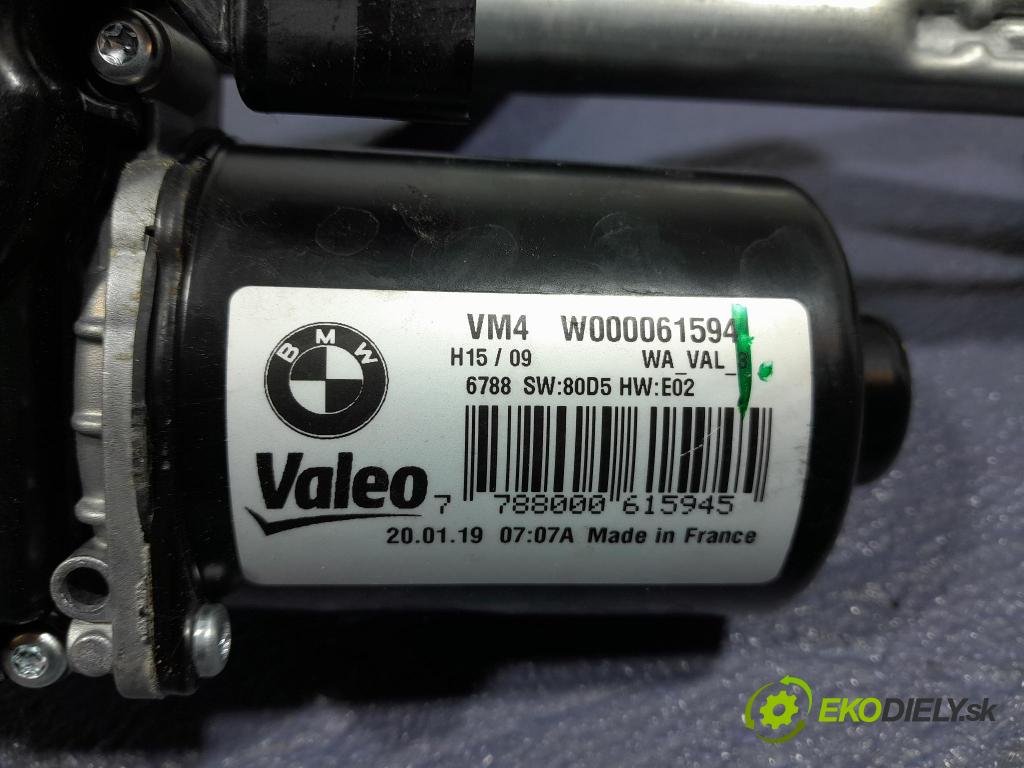 BMW
VM4 W000061594
H15 / 09 WA_VAL_3
6788 SW:80D5 HW:E02
Valeo
7 788000 615945
20.01.19 07:07A Made in France
EKODIELY.sk